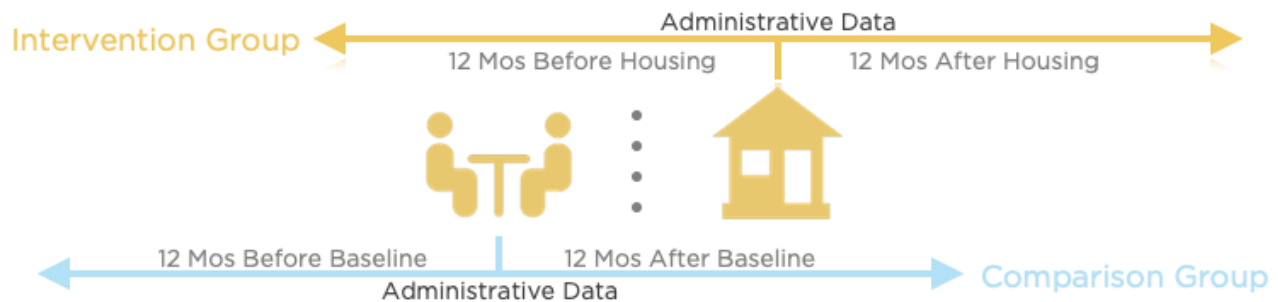 Administrative Data
Intervention Group
12 Mos Before Housing
12 Mos After Housing
12 Mos Before Baseline
12 Mos After Baseline
Comparison Group
Administrative Data